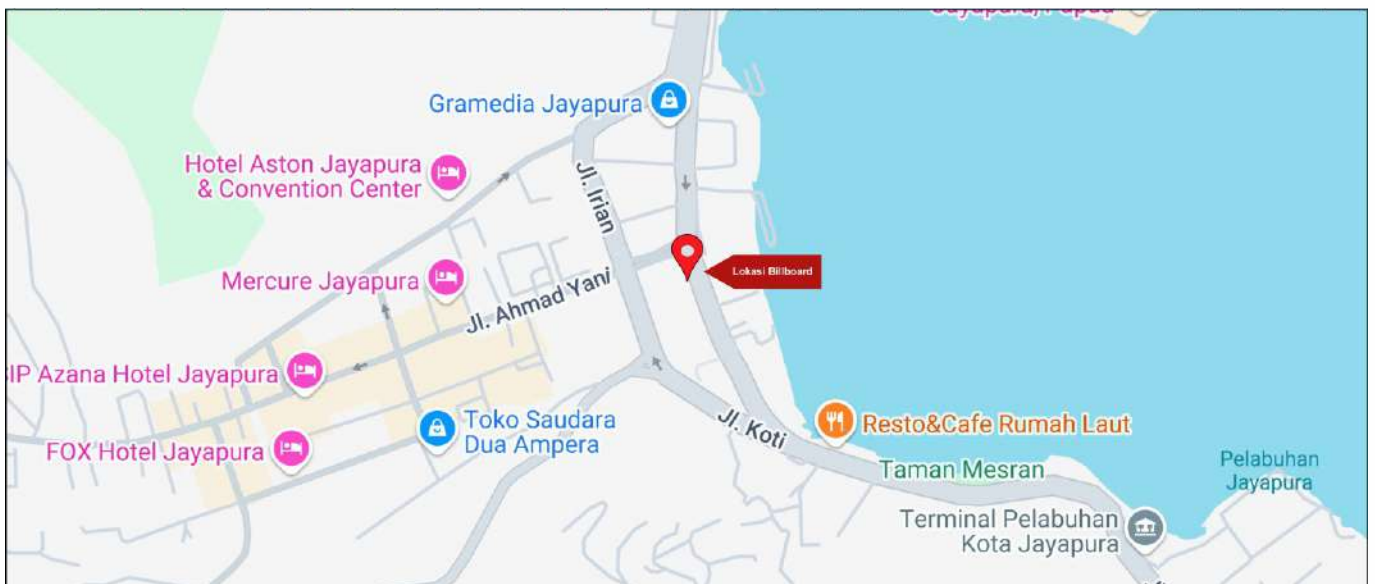 Jayapura, Papua
Gramedia Jayapura
Hotel Aston Jayapura
& Convention Center
Jl. Irian
Mercure Jayapura
Lokasi Billboard
Jl. Ahmad Yani
IP Azana Hotel Jayapura
Toko Saudara
Dua Ampera
Jl. Koti
Resto&Cafe Rumah Laut
FOX Hotel Jayapura
Taman Mesran
Pelabuhan
Jayapura
Terminal Pelabuhan
Kota Jayapura